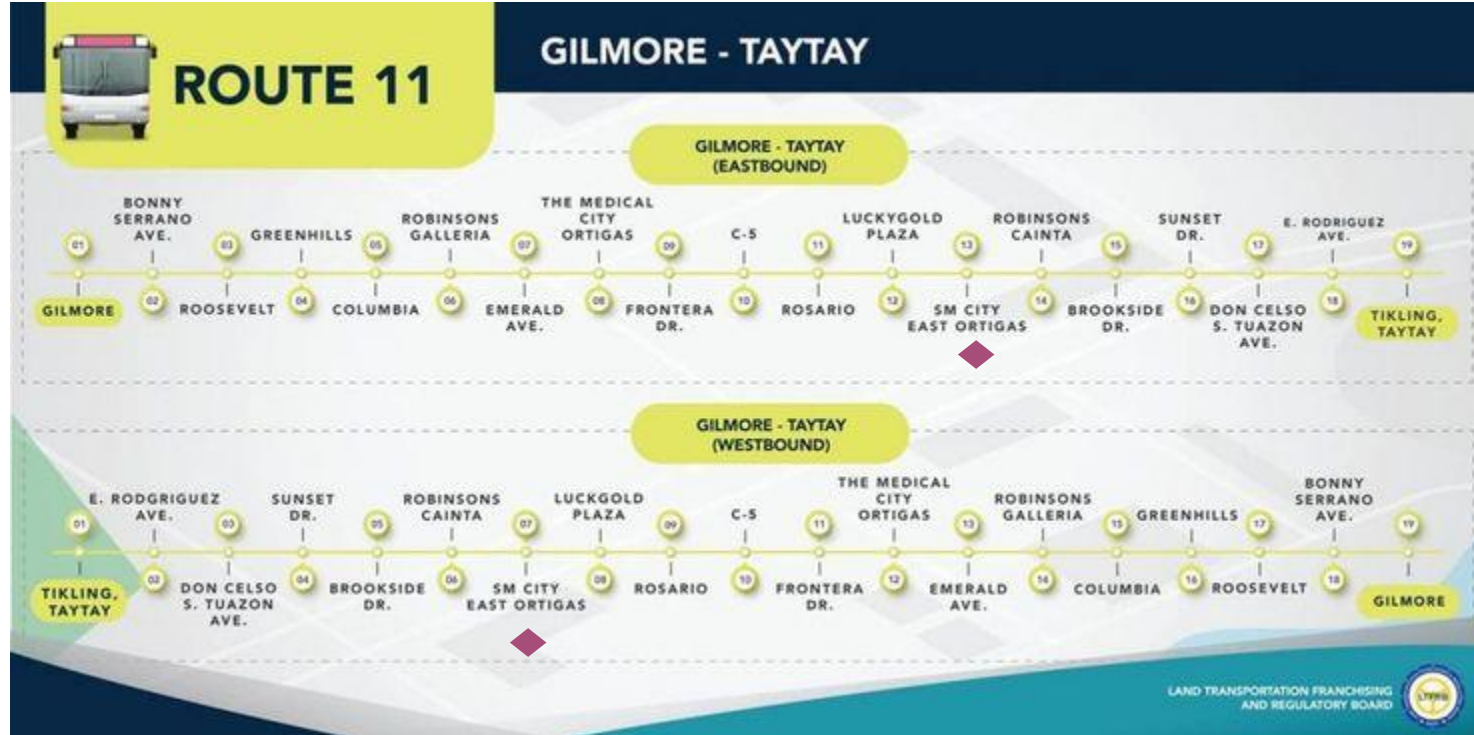 ROUTE 11
GILMORE - TAYTAY
GILMORE - TAYTAY
(EASTBOUND)
01
GILMORE
BONNY
SERRANO
AVE.
02
03
ROOSEVELT
GREENHILLS
04
05
COLUMBIA
ROBINSONS
GALLERIA
06
07
EMERALD
AVE.
THE MEDICAL
CITY
ORTIGAS
08
09
FRONTERA
DR.
C-5
10
11
ROSARIO
LUCKYGOLD
PLAZA
12
13
SM CITY
EAST ORTIGAS
ROBINSONS
CAINTA
14
15
BROOKSIDE
DR.
SUNSET
DR.
16
17
DON CELSO
S. TUAZON
AVE.
E. RODRIGUEZ
AVE.
18
19
TIKLING,
TAYTAY
GILMORE - TAYTAY
(WESTBOUND)
01
TIKLING,
TAYTAY
E. RODGRIGUEZ
AVE.
02
03
DON CELSO
S. TUAZON
AVE.
SUNSET
DR.
04
05
BROOKSIDE
DR.
ROBINSONS
CAINTA
06
07
SM CITY
EAST ORTIGAS
LUCKGOLD
PLAZA
08
09
ROSARIO
C-5
10
11
FRONTERA
DR.
THE MEDICAL
CITY
ORTIGAS
12
13
EMERALD
AVE.
ROBINSONS
GALLERIA
14
15
COLUMBIA
GREENHILLS
16
17
ROOSEVELT
BONNY
SERRANO
AVE.
18
19
GILMORE
LAND TRANSPORTATION FRANCHISING
AND REGULATORY BOARD
LTFRB